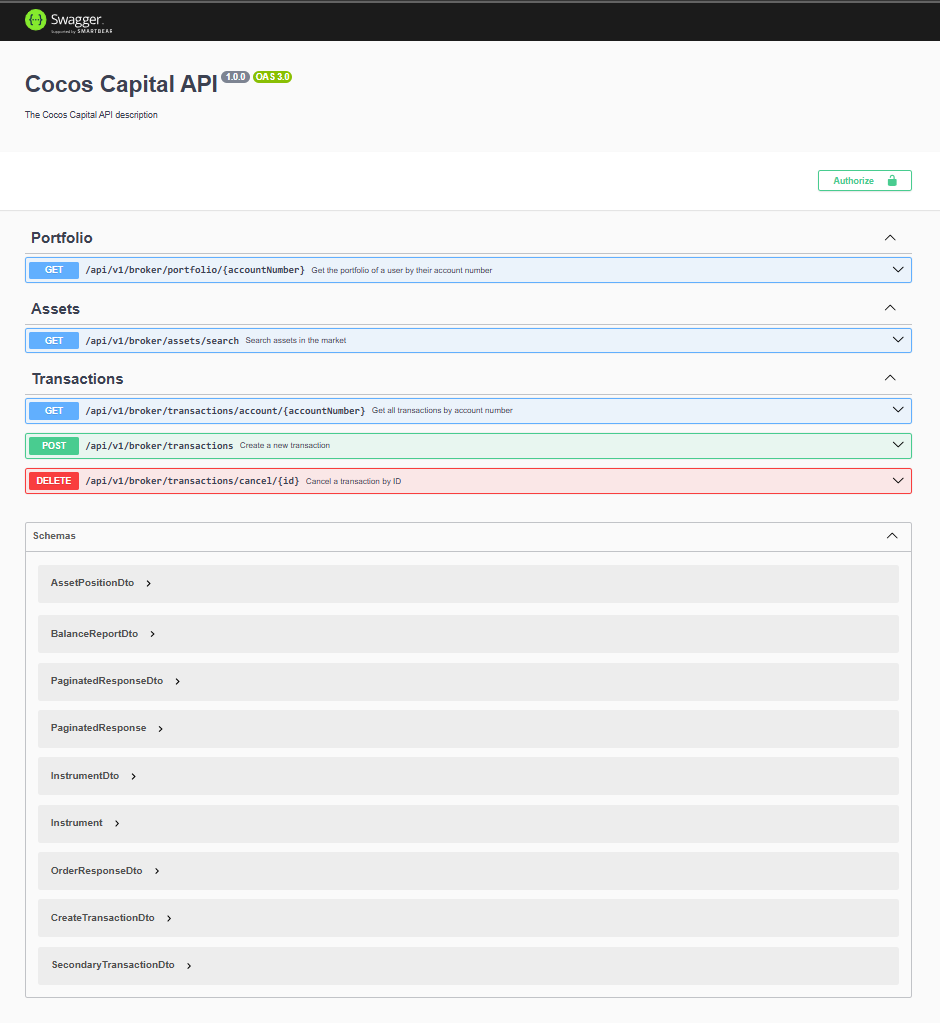 {···} Swagger.
Supported by SMARTBEAR
Cocos Capital API 1.0.0 OAS 3.0
The Cocos Capital API description
Authorize
Portfolio
GET /api/v1/broker/portfolio/{accountNumber} Get the portfolio of a user by their account number
Assets
GET /api/v1/broker/assets/search Search assets in the market
Transactions
GET /api/v1/broker/transactions/account/{accountNumber} Get all transactions by account number
POST /api/v1/broker/transactions Create a new transaction
DELETE /api/v1/broker/transactions/cancel/{id} Cancel a transaction by ID
Schemas
AssetPositionDto
BalanceReportDto
PaginatedResponseDto
PaginatedResponse
InstrumentDto
Instrument
OrderResponseDto
CreateTransactionDto
SecondaryTransactionDto